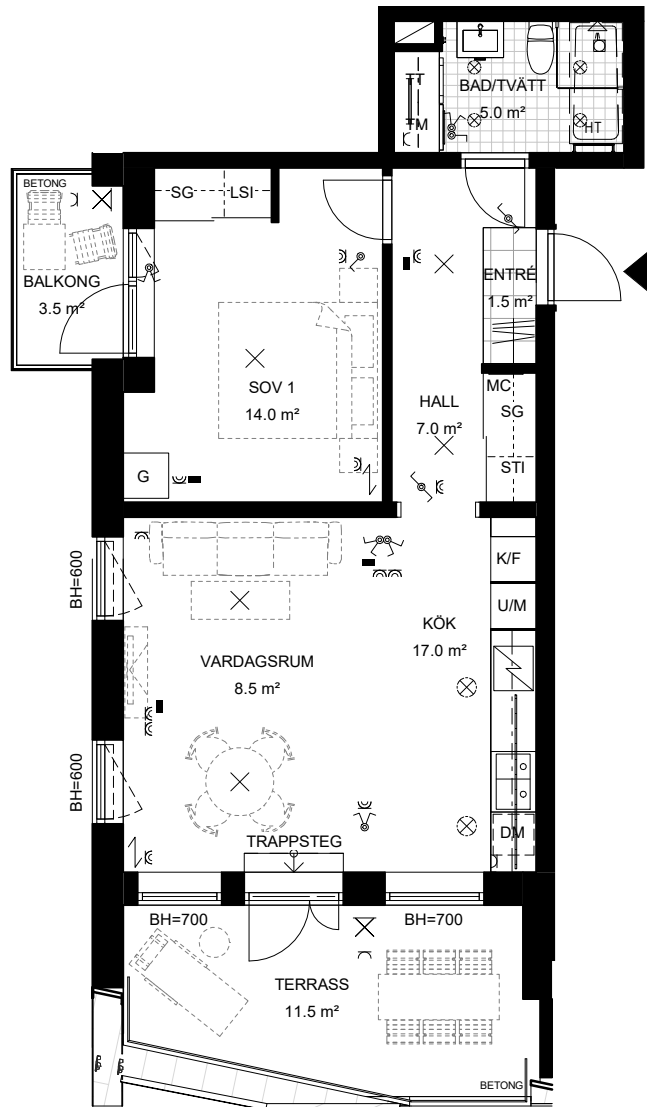 BAD/TVÄTT
5.0 m²
TM
HT
BETONG
SG
LSI
BALKONG
3.5 m²
ENTRÉ
1.5 m²
SOV 1
14.0 m²
HALL
7.0 m²
MC
SG
STI
G
K/F
BH=600
U/M
KÖK
17.0 m²
VARDAGSRUM
8.5 m²
BH=600
DM
TRAPPSTEG
BH=700
BH=700
TERRASS
11.5 m²
BETONG